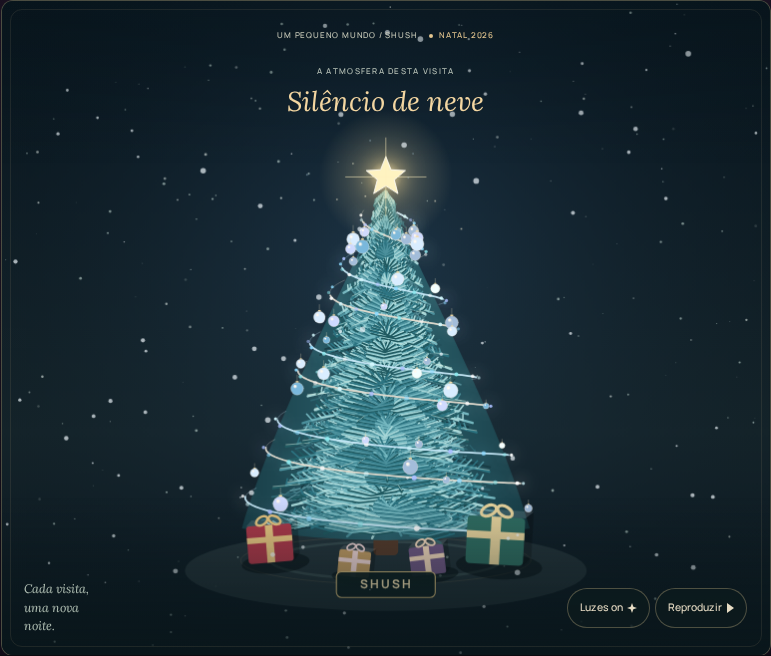 UM PEQUENO MUNDO / SHUSH ● NATAL 2026
A ATMOSFERA DESTA VISITA
Silêncio de neve
SHUSH
Cada visita,
uma nova
noite.
Luzes on
Reproduzir